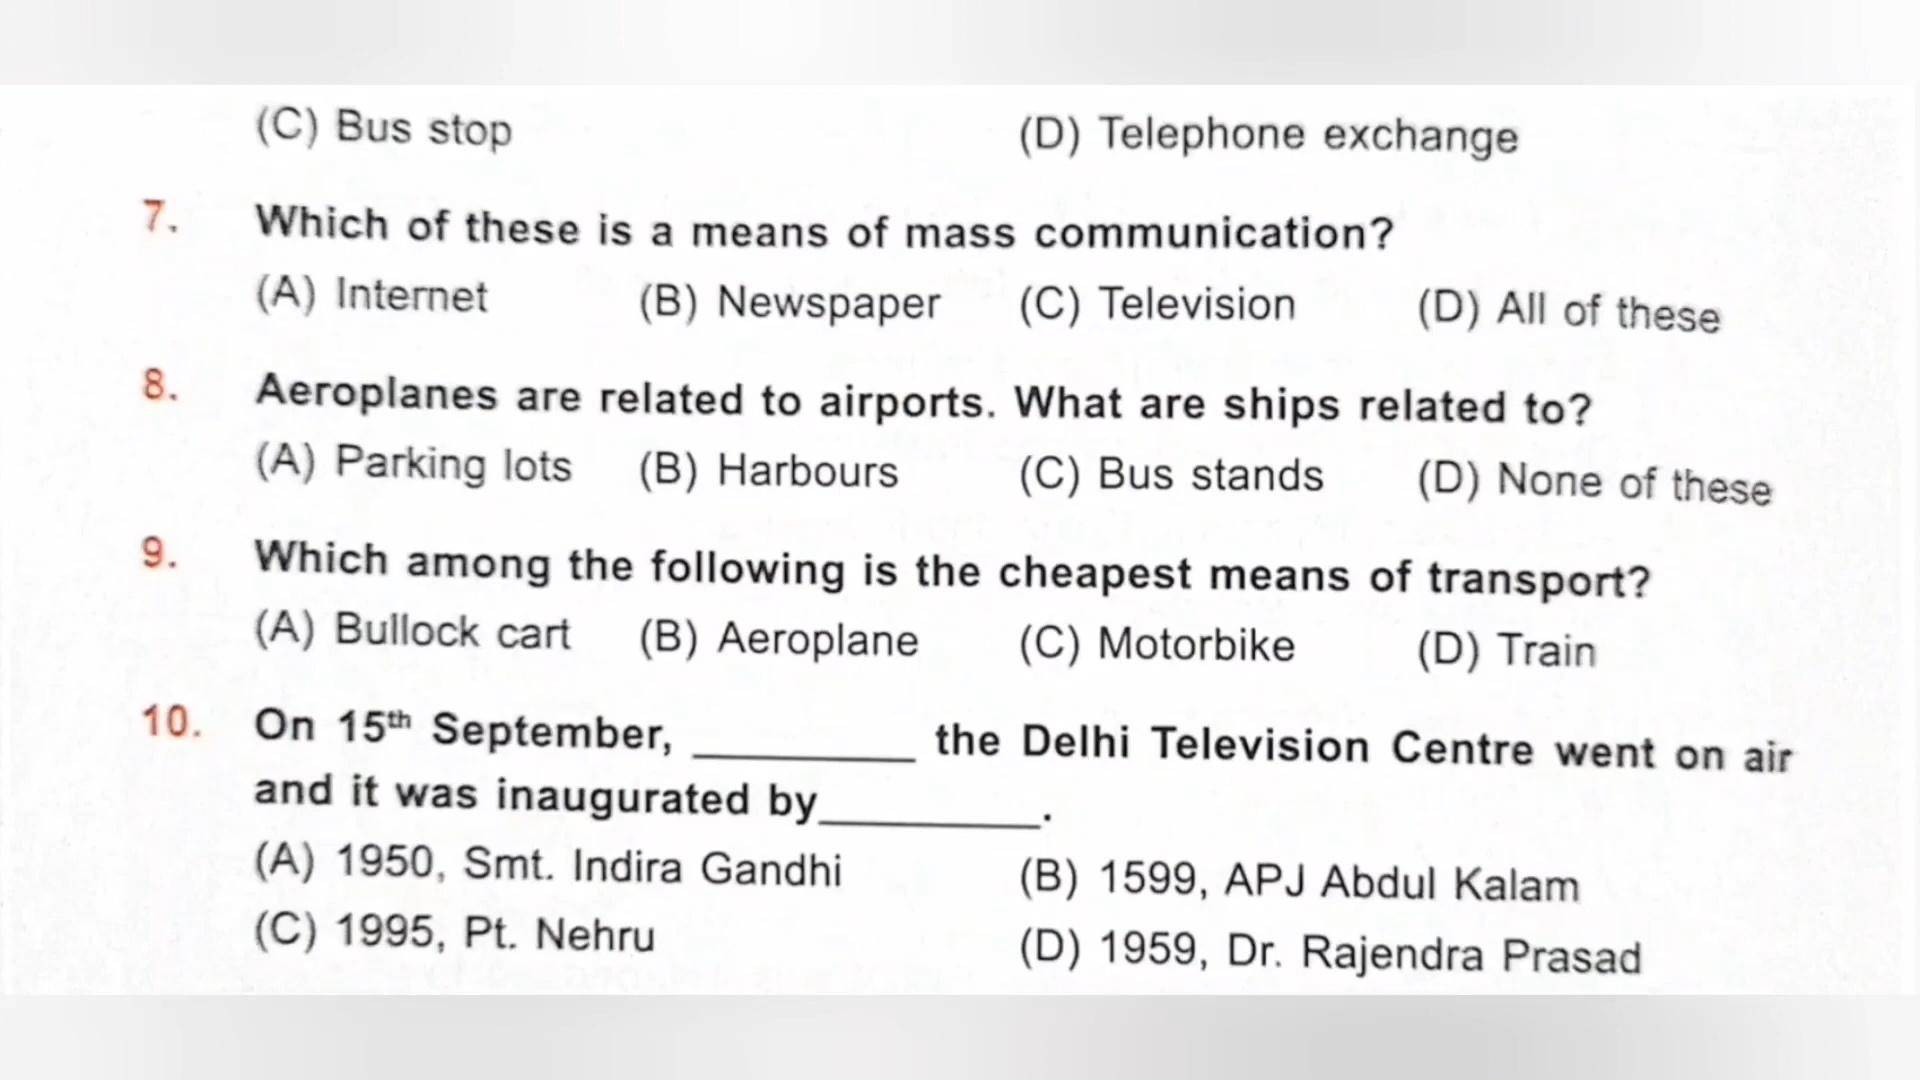 (C) Bus stop (D) Telephone exchange
7. Which of these is a means of mass communication?
(A) Internet (B) Newspaper (C) Television (D) All of these
8. Aeroplanes are related to airports. What are ships related to?
(A) Parking lots (B) Harbours (C) Bus stands (D) None of these
9. Which among the following is the cheapest means of transport?
(A) Bullock cart (B) Aeroplane (C) Motorbike (D) Train
10. On 15th September, __________ the Delhi Television Centre went on air
and it was inaugurated by__________.
(A) 1950, Smt. Indira Gandhi (B) 1599, APJ Abdul Kalam
(C) 1995, Pt. Nehru (D) 1959, Dr. Rajendra Prasad